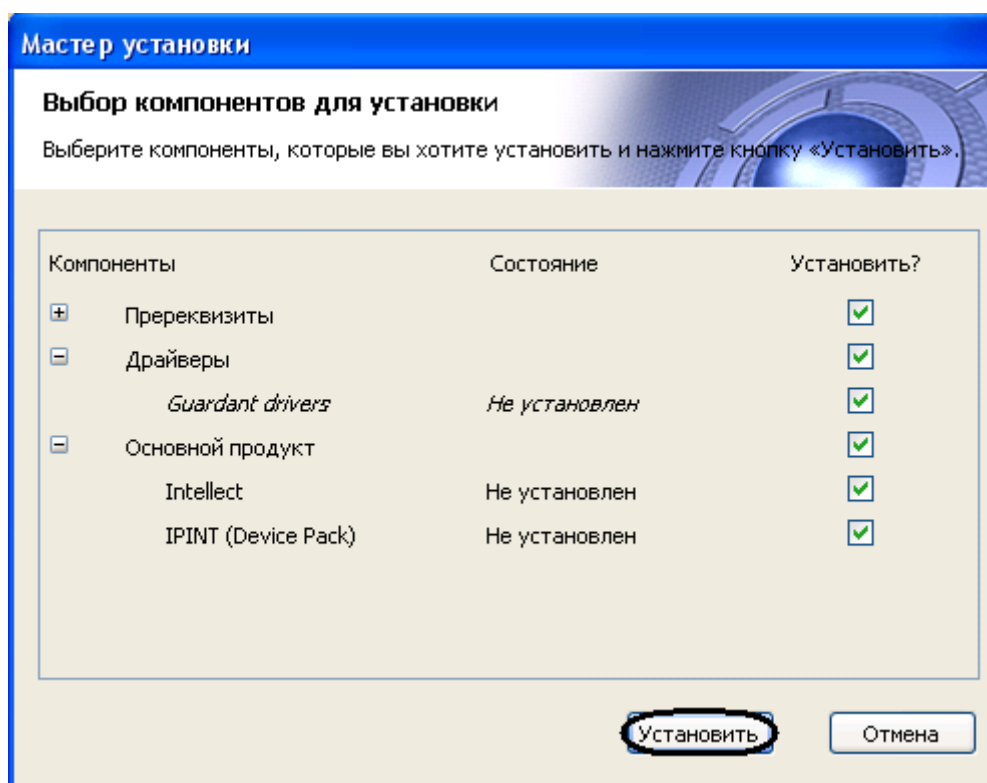 Мастер установки
Выбор компонентов для установки
Выберите компоненты, которые вы хотите установить и нажмите кнопку «Установить».
Компоненты Состояние Установить?
Пререквизиты
Драйверы
Guardant drivers Не установлен
Основной продукт
Intellect Не установлен
IPINT (Device Pack) Не установлен
Установить Отмена